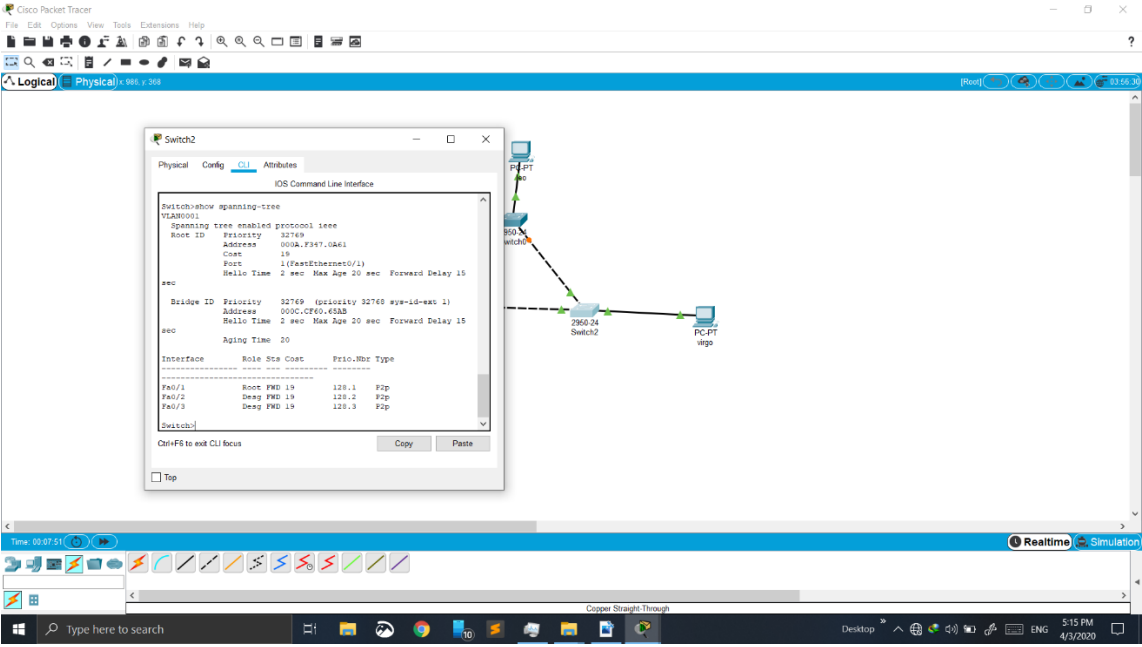 Cisco Packet Tracer
File Edit Options View Tools Extensions Help
?
Logical Physical x: 986, y: 368 [Root] 03:56:30
Switch2
Physical Config CLI Attributes
IOS Command Line Interface
Switch>show spanning-tree
VLAN0001
Spanning tree enabled protocol ieee
Root ID Priority 32769
Address 000A.F347.0A61
Cost 19
Port 1(FastEthernet0/1)
Hello Time 2 sec Max Age 20 sec Forward Delay 15
sec
Bridge ID Priority 32769 (priority 32768 sys-id-ext 1)
Address 000C.CF60.65AB
Hello Time 2 sec Max Age 20 sec Forward Delay 15
sec
Aging Time 20
Interface Role Sts Cost Prio.Nbr Type
---------------- ---- --- --------- --------
--------------------------------
Fa0/1 Root FWD 19 128.1 P2p
Fa0/2 Desg FWD 19 128.2 P2p
Fa0/3 Desg FWD 19 128.3 P2p
Switch>
Ctrl+F6 to exit CLI focus
Copy Paste
Top
PC-PT
950-24
witch0
2950-24
Switch2
PC-PT
virgo
Time: 00:07:51
Realtime Simulation
Copper Straight-Through
Type here to search
10
Desktop
ENG
5:15 PM
4/3/2020